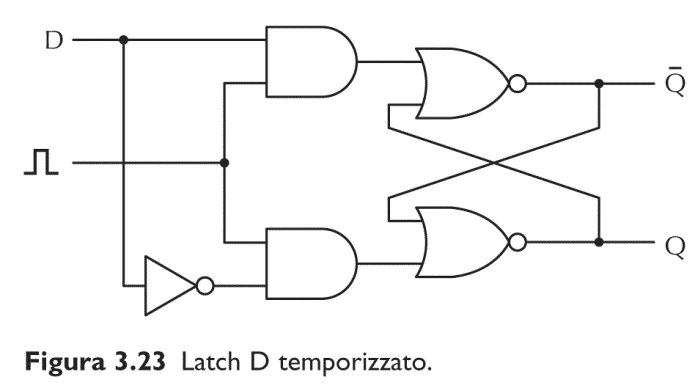 D
Q̄
Q
Figura 3.23 Latch D temporizzato.